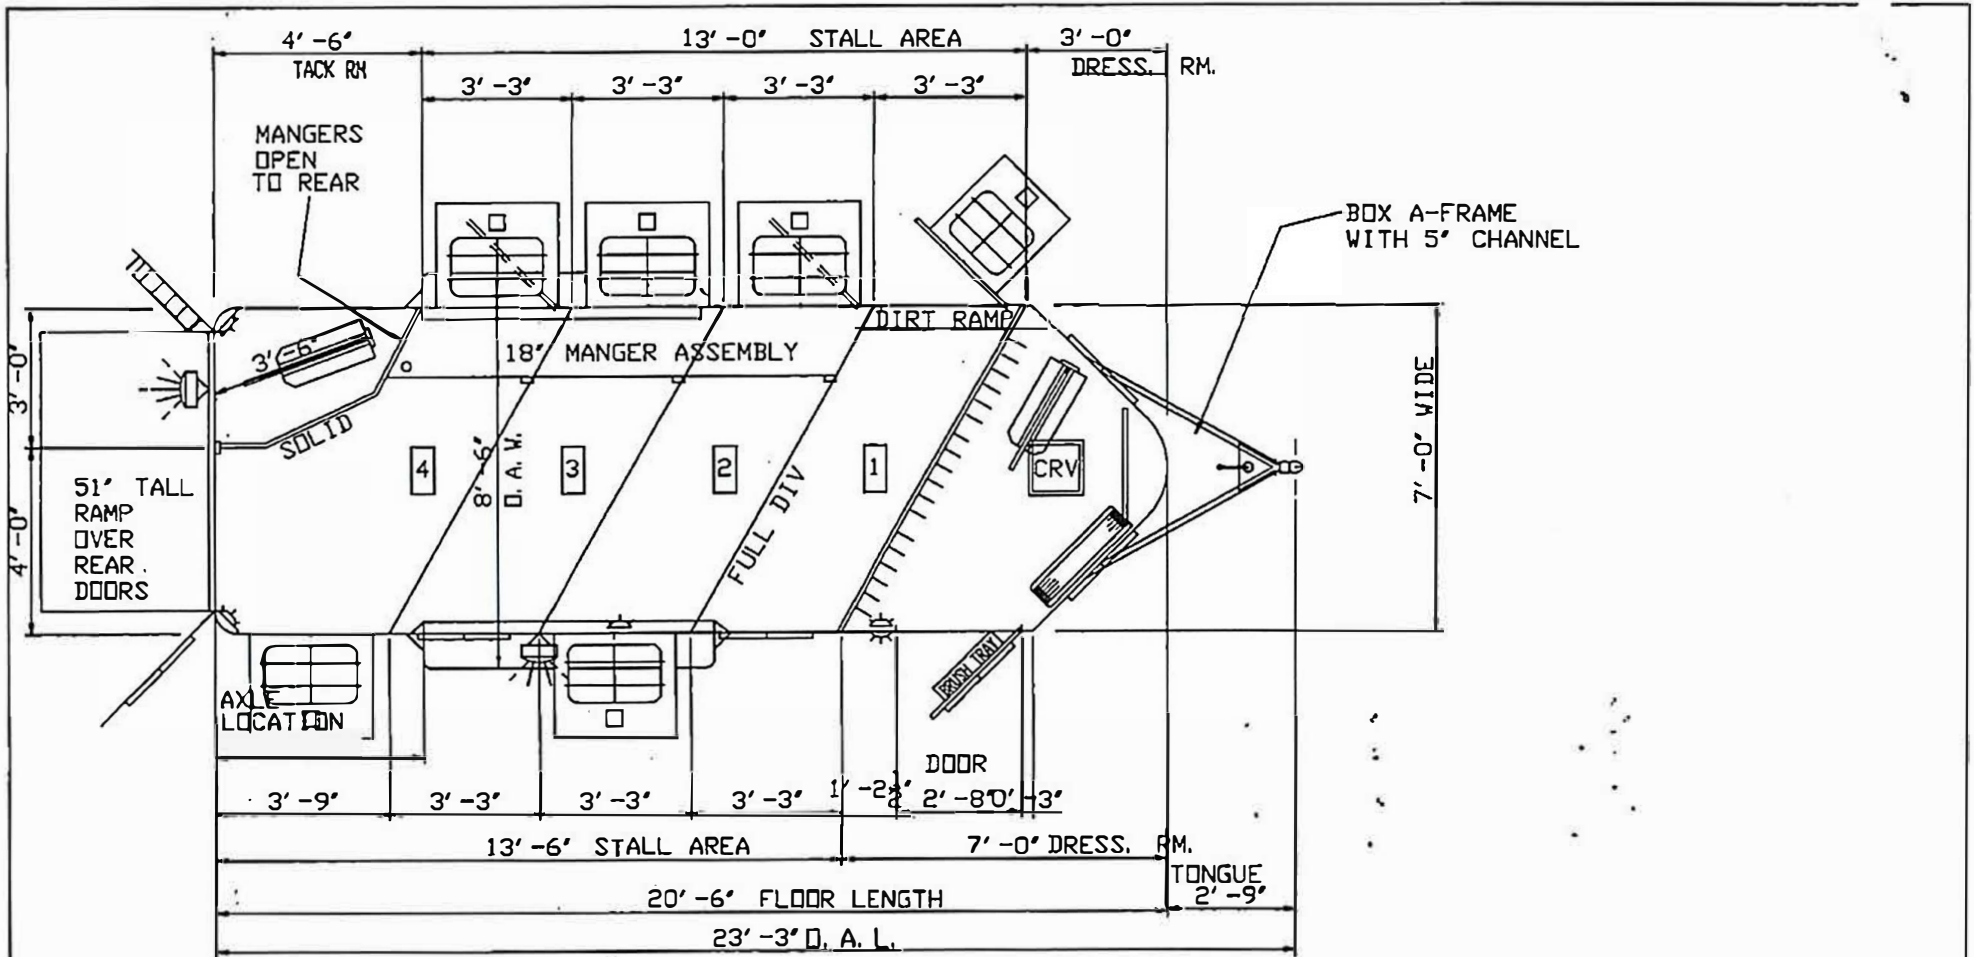 4'-6"
13'-0" STALL AREA
3'-0"
TACK RM
DRESS. RM.
3'-3"
3'-3"
3'-3"
3'-3"
MANGERS
OPEN
TO REAR
BOX A-FRAME
WITH 5" CHANNEL
DIRT RAMP
3'-6"
18" MANGER ASSEMBLY
3'-0"
7'-0" WIDE
SOLID
4
3
2
1
CRV
8'-6"
O.A.W.
FULL DIV
51" TALL
RAMP
OVER
REAR
DOORS
4'-0"
BRUSH TRAY
AXLE
LOCATION
DOOR
3'-9"
3'-3"
3'-3"
3'-3"
2'-8"
0'-3"
13'-6" STALL AREA
7'-0" DRESS. RM.
TONGUE
2'-9"
20'-6" FLOOR LENGTH
23'-3" O.A.L.